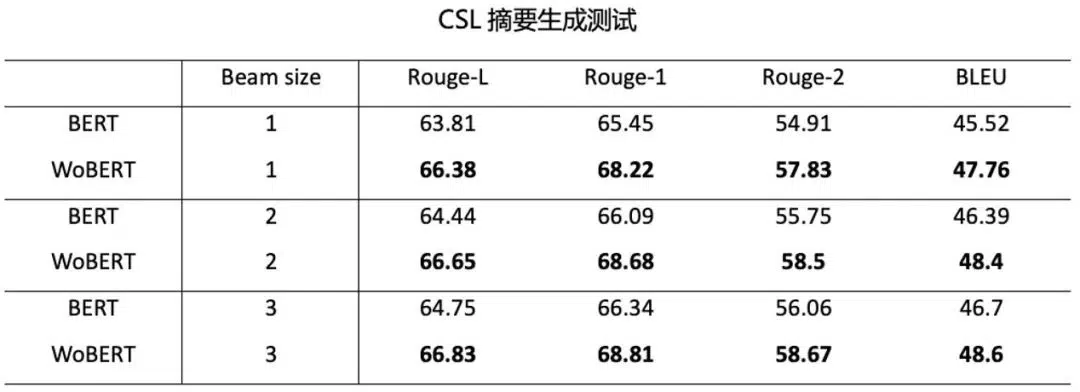 CSL 摘要生成测试
Beam size Rouge-L Rouge-1 Rouge-2 BLEU
BERT 1 63.81 65.45 54.91 45.52
WoBERT 1 66.38 68.22 57.83 47.76
BERT 2 64.44 66.09 55.75 46.39
WoBERT 2 66.65 68.68 58.5 48.4
BERT 3 64.75 66.34 56.06 46.7
WoBERT 3 66.83 68.81 58.67 48.6